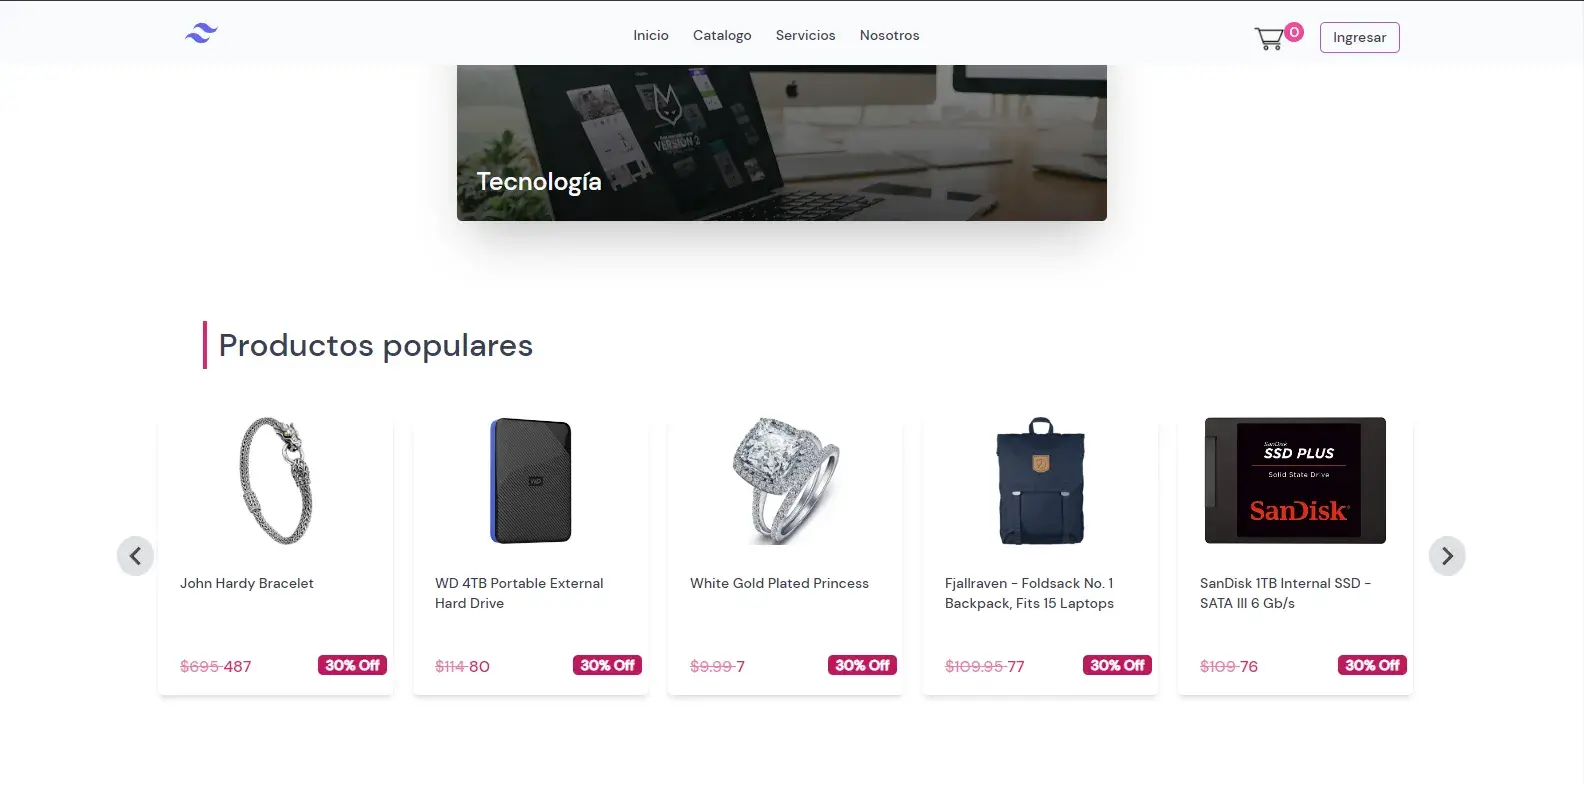 Inicio Catalogo Servicios Nosotros 0 Ingresar
VERSION 2
Tecnología
Productos populares
WD
SanDisk
SSD PLUS
Solid State Drive
SanDisk
John Hardy Bracelet
WD 4TB Portable External
Hard Drive
White Gold Plated Princess
Fjallraven - Foldsack No. 1
Backpack, Fits 15 Laptops
SanDisk 1TB Internal SSD -
SATA III 6 Gb/s
$695 487 30% Off
$114 80 30% Off
$9.99 7 30% Off
$109.95 77 30% Off
$109 76 30% Off